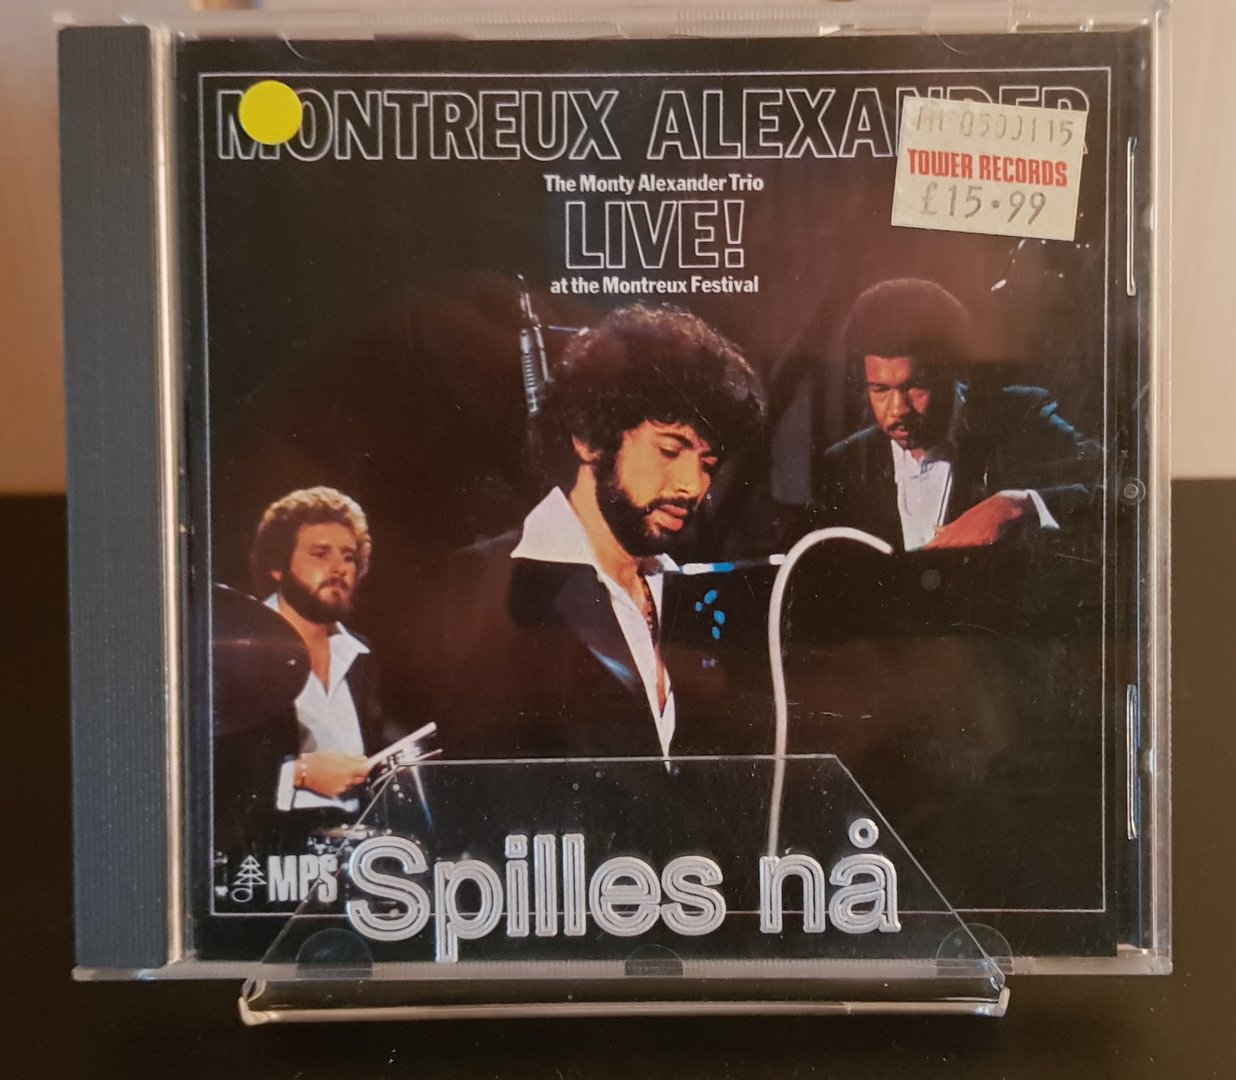 MONTREUX ALEXANDER
The Monty Alexander Trio
LIVE!
at the Montreux Festival
TOWER RECORDS
£15·99
MPS
Spilles nå